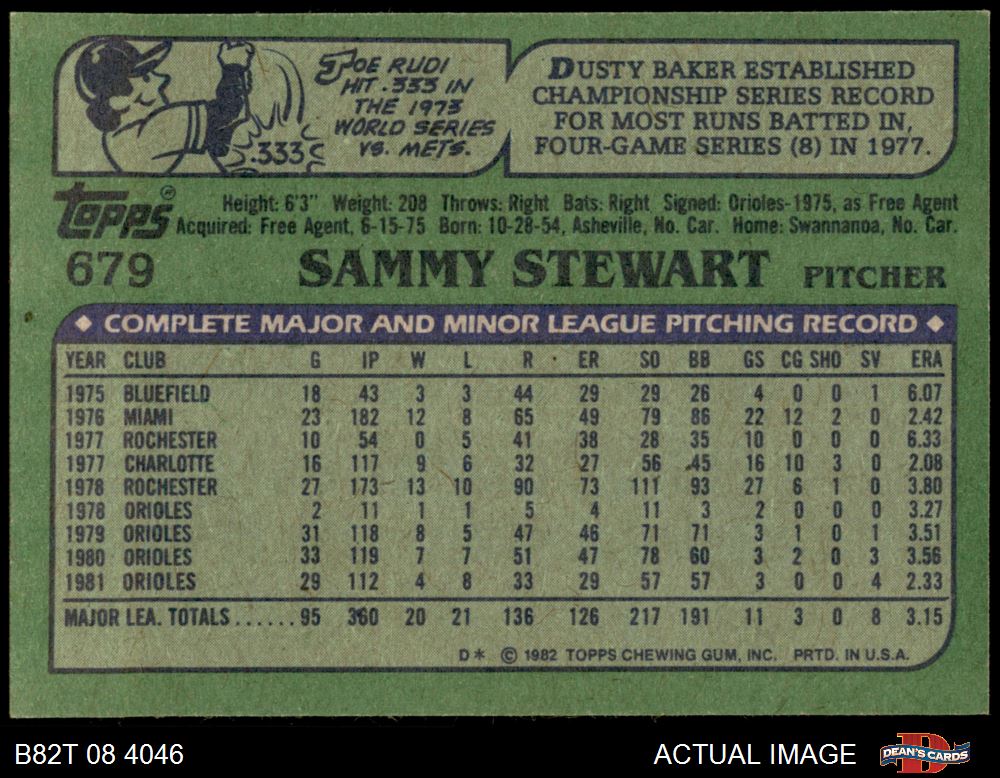 JOE RUDI
HIT .333 IN
THE 1973
WORLD SERIES
VS. METS.
.333
DUSTY BAKER ESTABLISHED
CHAMPIONSHIP SERIES RECORD
FOR MOST RUNS BATTED IN,
FOUR-GAME SERIES (8) IN 1977.
Topps®
Height: 6'3" Weight: 208 Throws: Right Bats: Right Signed: Orioles-1975, as Free Agent
Acquired: Free Agent, 6-15-75 Born: 10-28-54, Asheville, No. Car. Home: Swannanoa, No. Car.
679 SAMMY STEWART PITCHER
◆ COMPLETE MAJOR AND MINOR LEAGUE PITCHING RECORD ◆
YEAR CLUB G IP W L R ER SO BB GS CG SHO SV ERA
1975 BLUEFIELD 18 43 3 3 44 29 29 26 4 0 0 1 6.07
1976 MIAMI 23 182 12 8 65 49 79 86 22 12 2 0 2.42
1977 ROCHESTER 10 54 0 5 41 38 28 35 10 0 0 0 6.33
1977 CHARLOTTE 16 117 9 6 32 27 56 45 16 10 3 0 2.08
1978 ROCHESTER 27 173 13 10 90 73 111 93 27 6 1 0 3.80
1978 ORIOLES 2 11 1 1 5 4 11 3 2 0 0 0 3.27
1979 ORIOLES 31 118 8 5 47 46 71 71 3 1 0 1 3.51
1980 ORIOLES 33 119 7 7 51 47 78 60 3 2 0 3 3.56
1981 ORIOLES 29 112 4 8 33 29 57 57 3 0 0 4 2.33
MAJOR LEA. TOTALS......95 360 20 21 136 126 217 191 11 3 0 8 3.15
D* © 1982 TOPPS CHEWING GUM, INC. PRTD. IN U.S.A.
B82T 08 4046 ACTUAL IMAGE DEAN'S CARDS